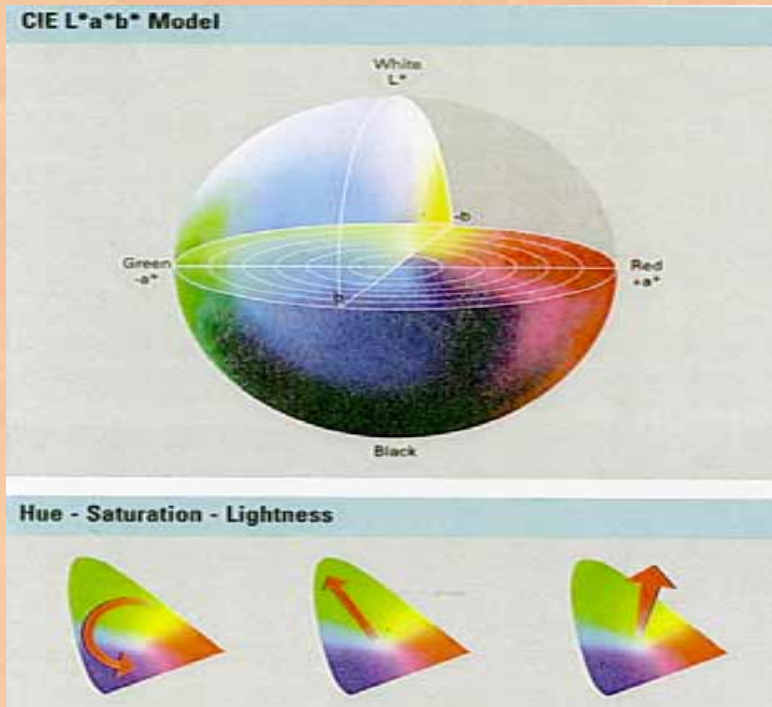 CIE L*a*b* Model
White
L*
-b
Green
-a*
Red
+a*
b
Black
Hue - Saturation - Lightness